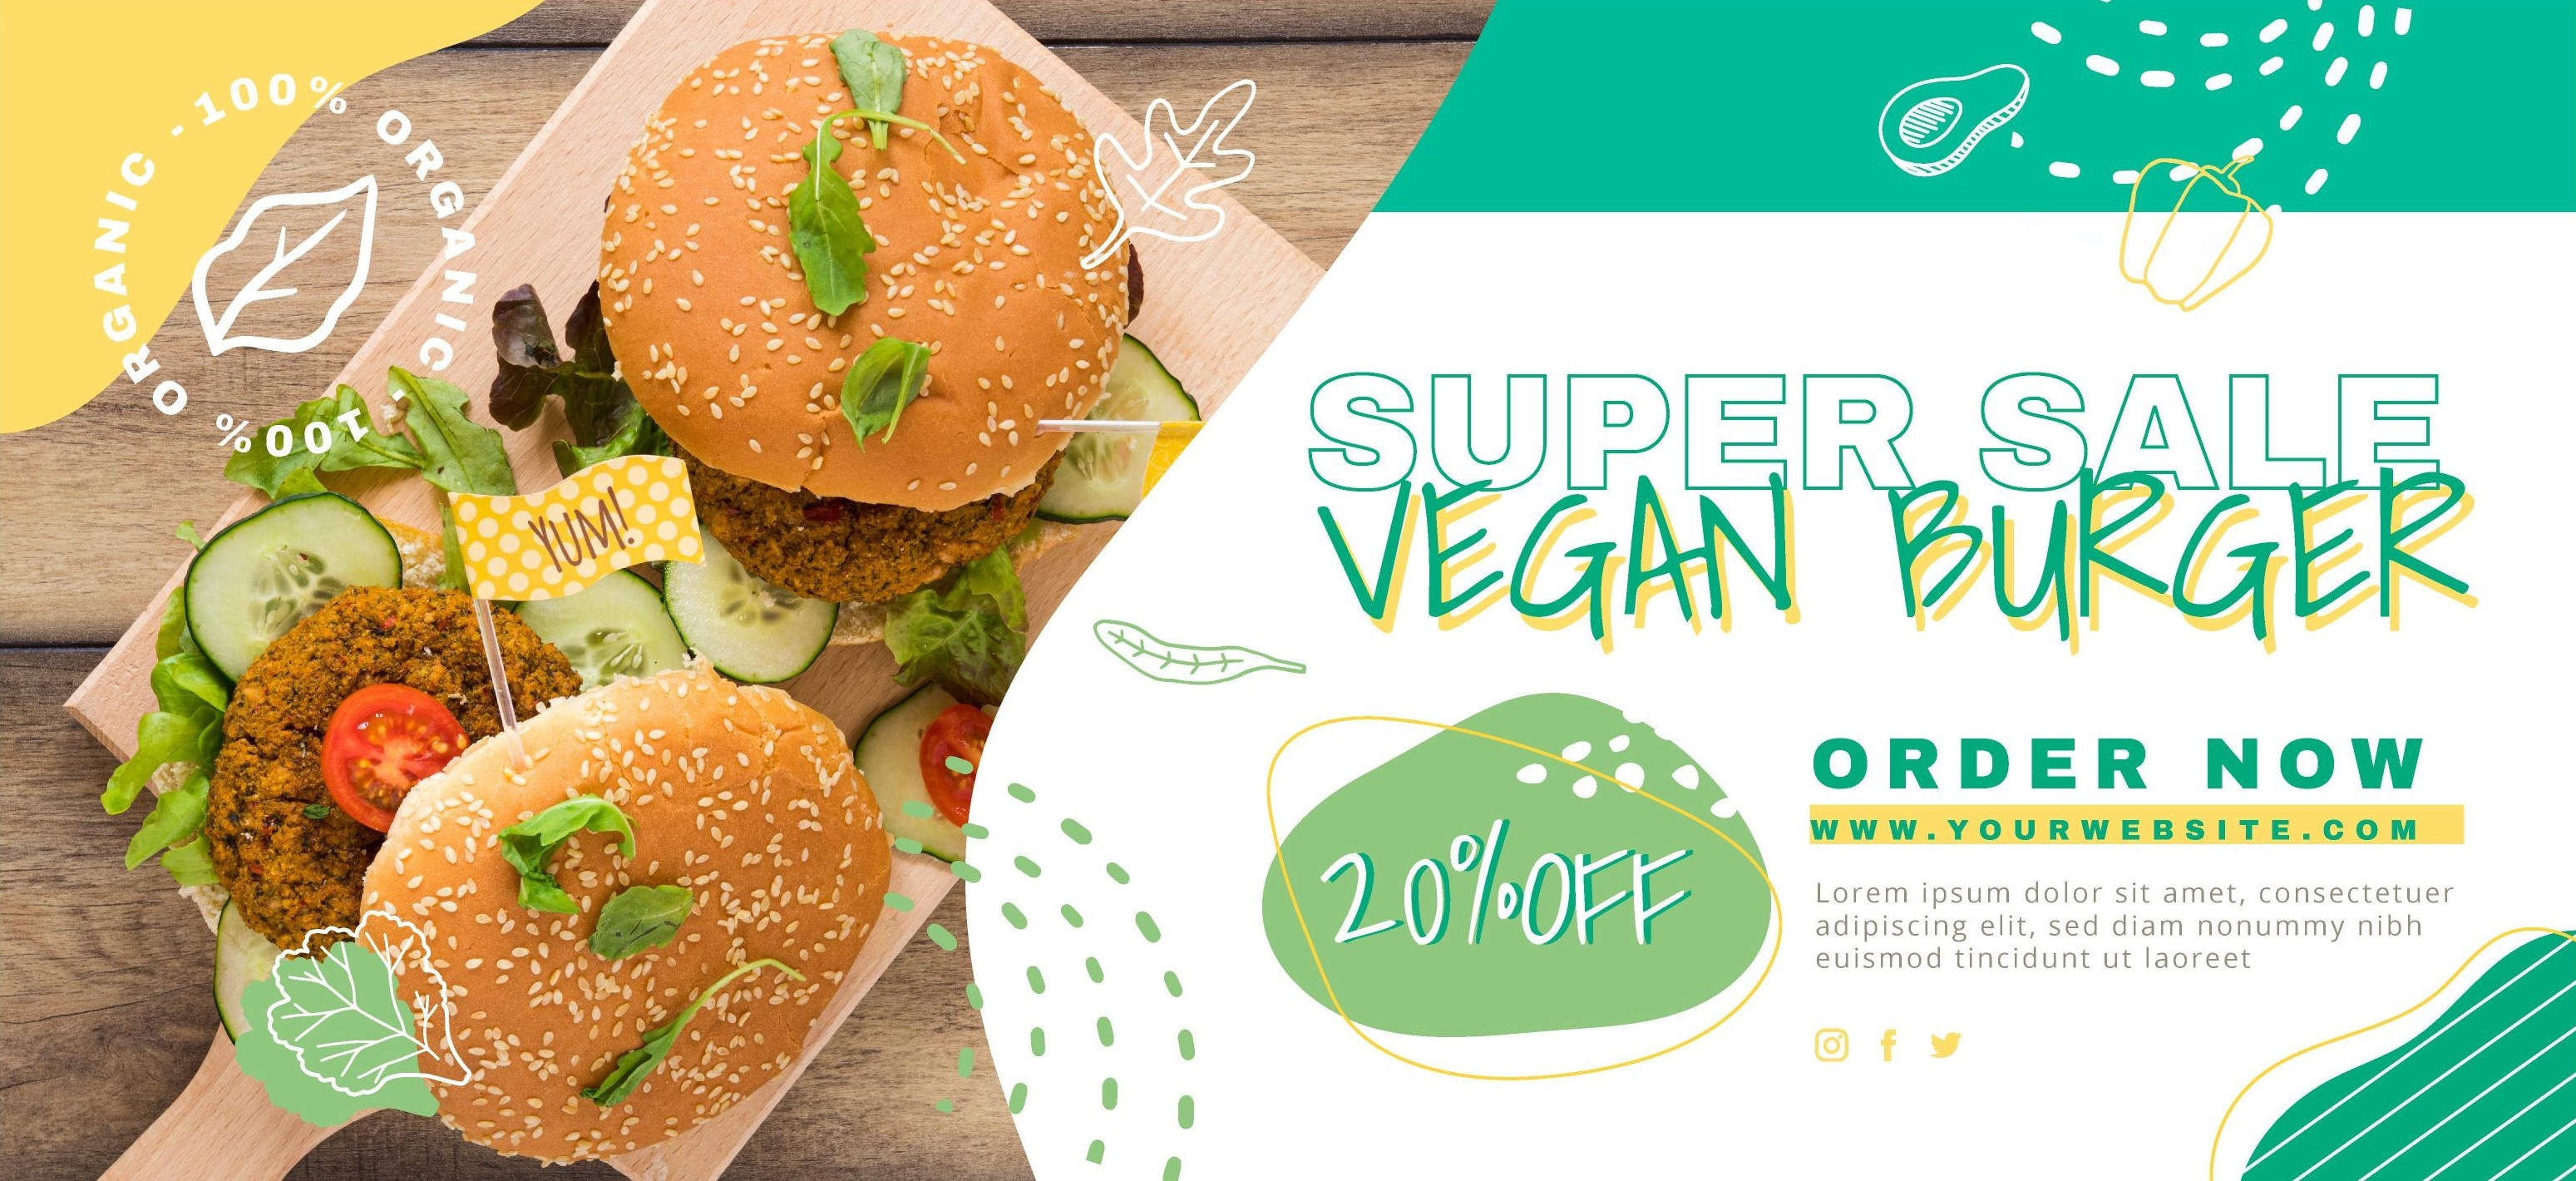 -100% ORGANIC - 100% ORGANIC
YUM!
SUPER SALE
VEGAN BURGER
20%OFF
ORDER NOW
WWW.YOURWEBSITE.COM
Lorem ipsum dolor sit amet, consectetuer
adipiscing elit, sed diam nonummy nibh
euismod tincidunt ut laoreet